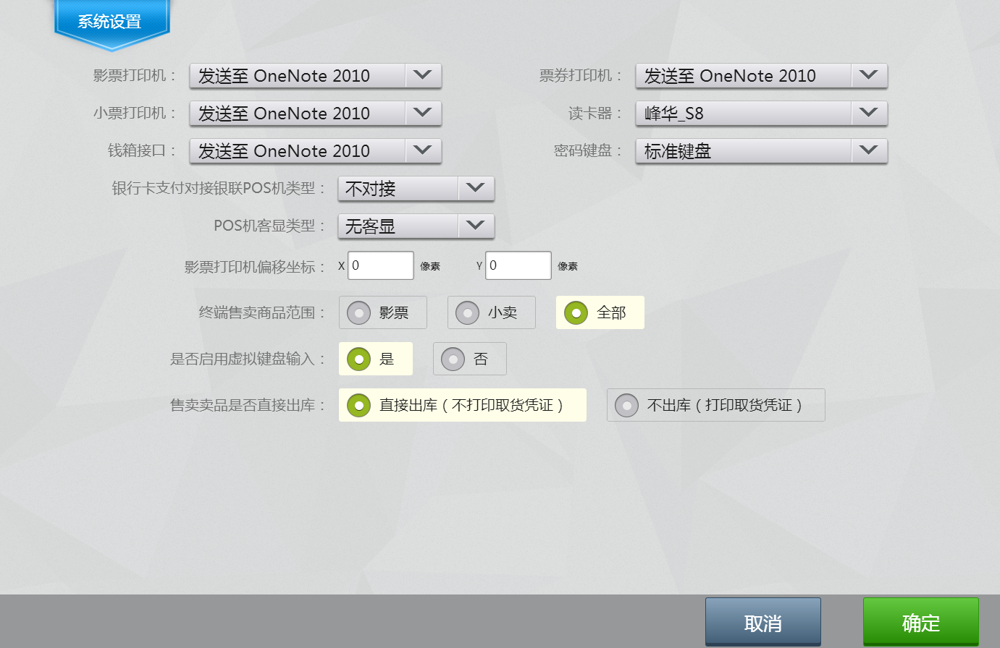 系统设置
影票打印机： 发送至 OneNote 2010 票券打印机： 发送至 OneNote 2010
小票打印机： 发送至 OneNote 2010 读卡器： 峰华_S8
钱箱接口： 发送至 OneNote 2010 密码键盘： 标准键盘
银行卡支付对接银联POS机类型： 不对接
POS机客显类型： 无客显
影票打印机偏移坐标： X 0 像素 Y 0 像素
终端售卖商品范围： 影票 小卖 全部
是否启用虚拟键盘输入： 是 否
售卖卖品是否直接出库： 直接出库（不打印取货凭证） 不出库（打印取货凭证）
取消 确定